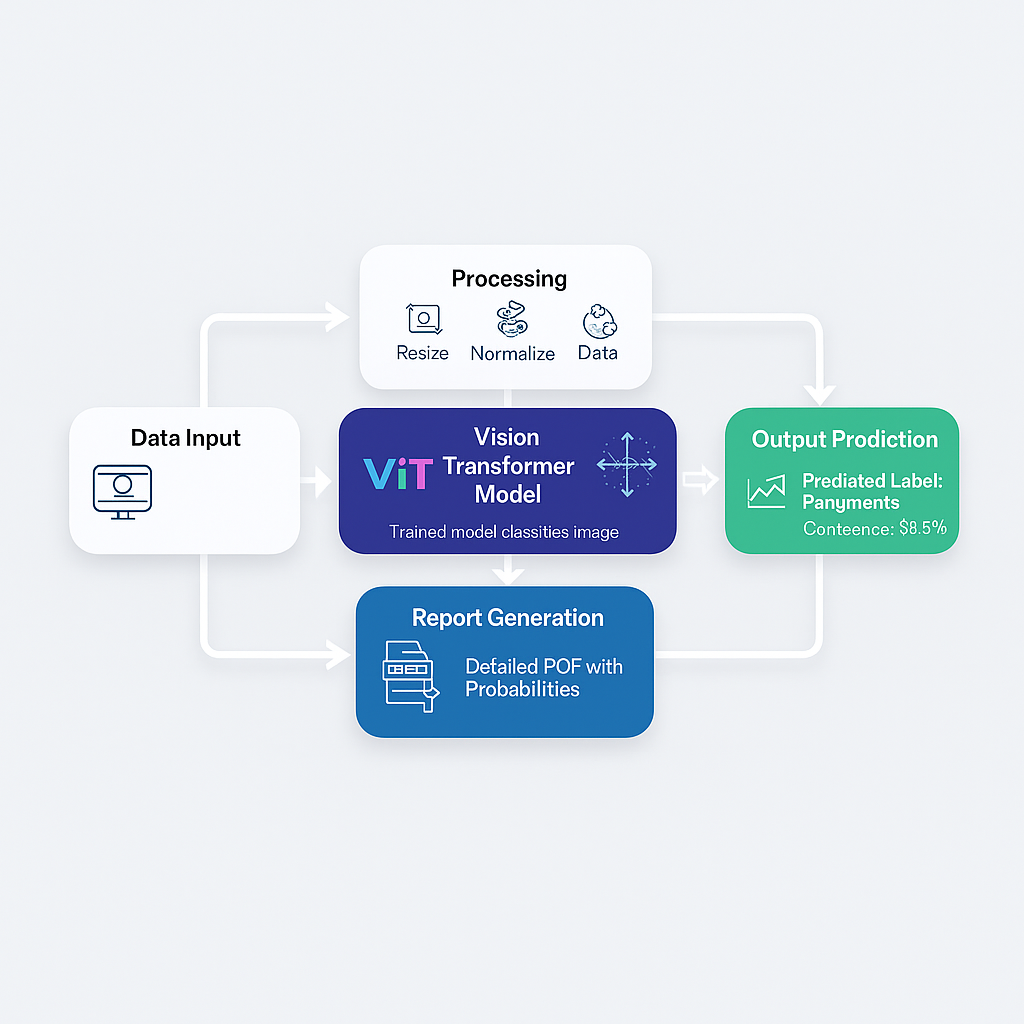 Processing
Resize
Normalize
Data
Data Input
ViT
Vision
Transformer
Model
Trained model classities image
Output Prodiction
Prediated Label:
Panyments
Conteence: $8.5%
Report Generation
Detailed POF with
Probabilities